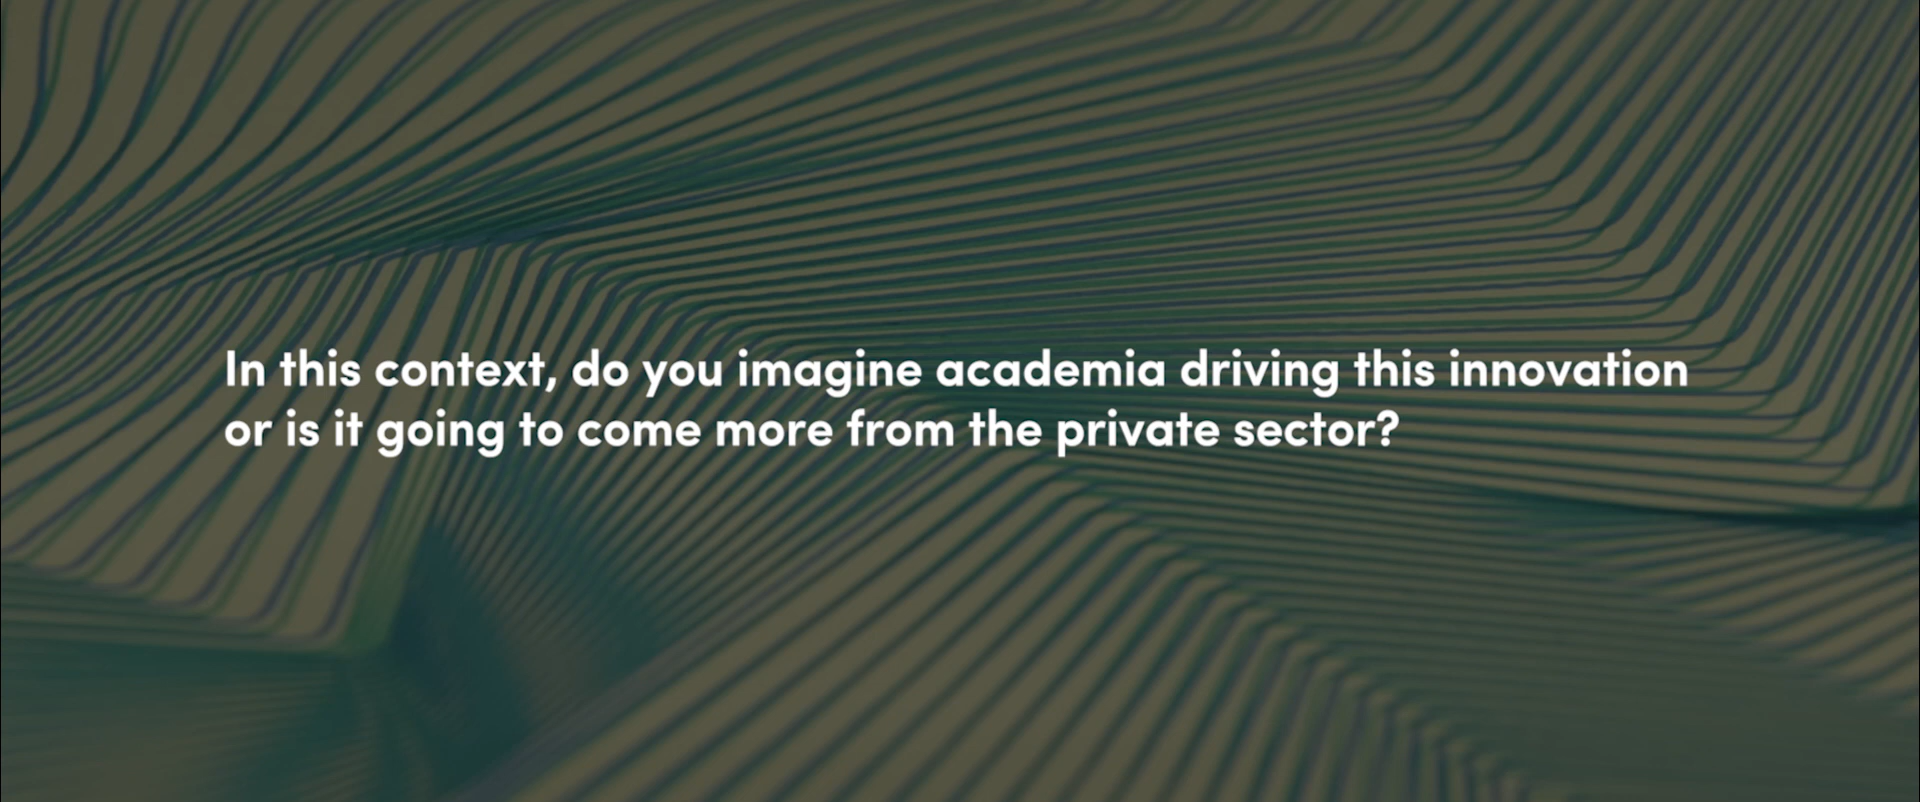 In this context, do you imagine academia driving this innovation
or is it going to come more from the private sector?